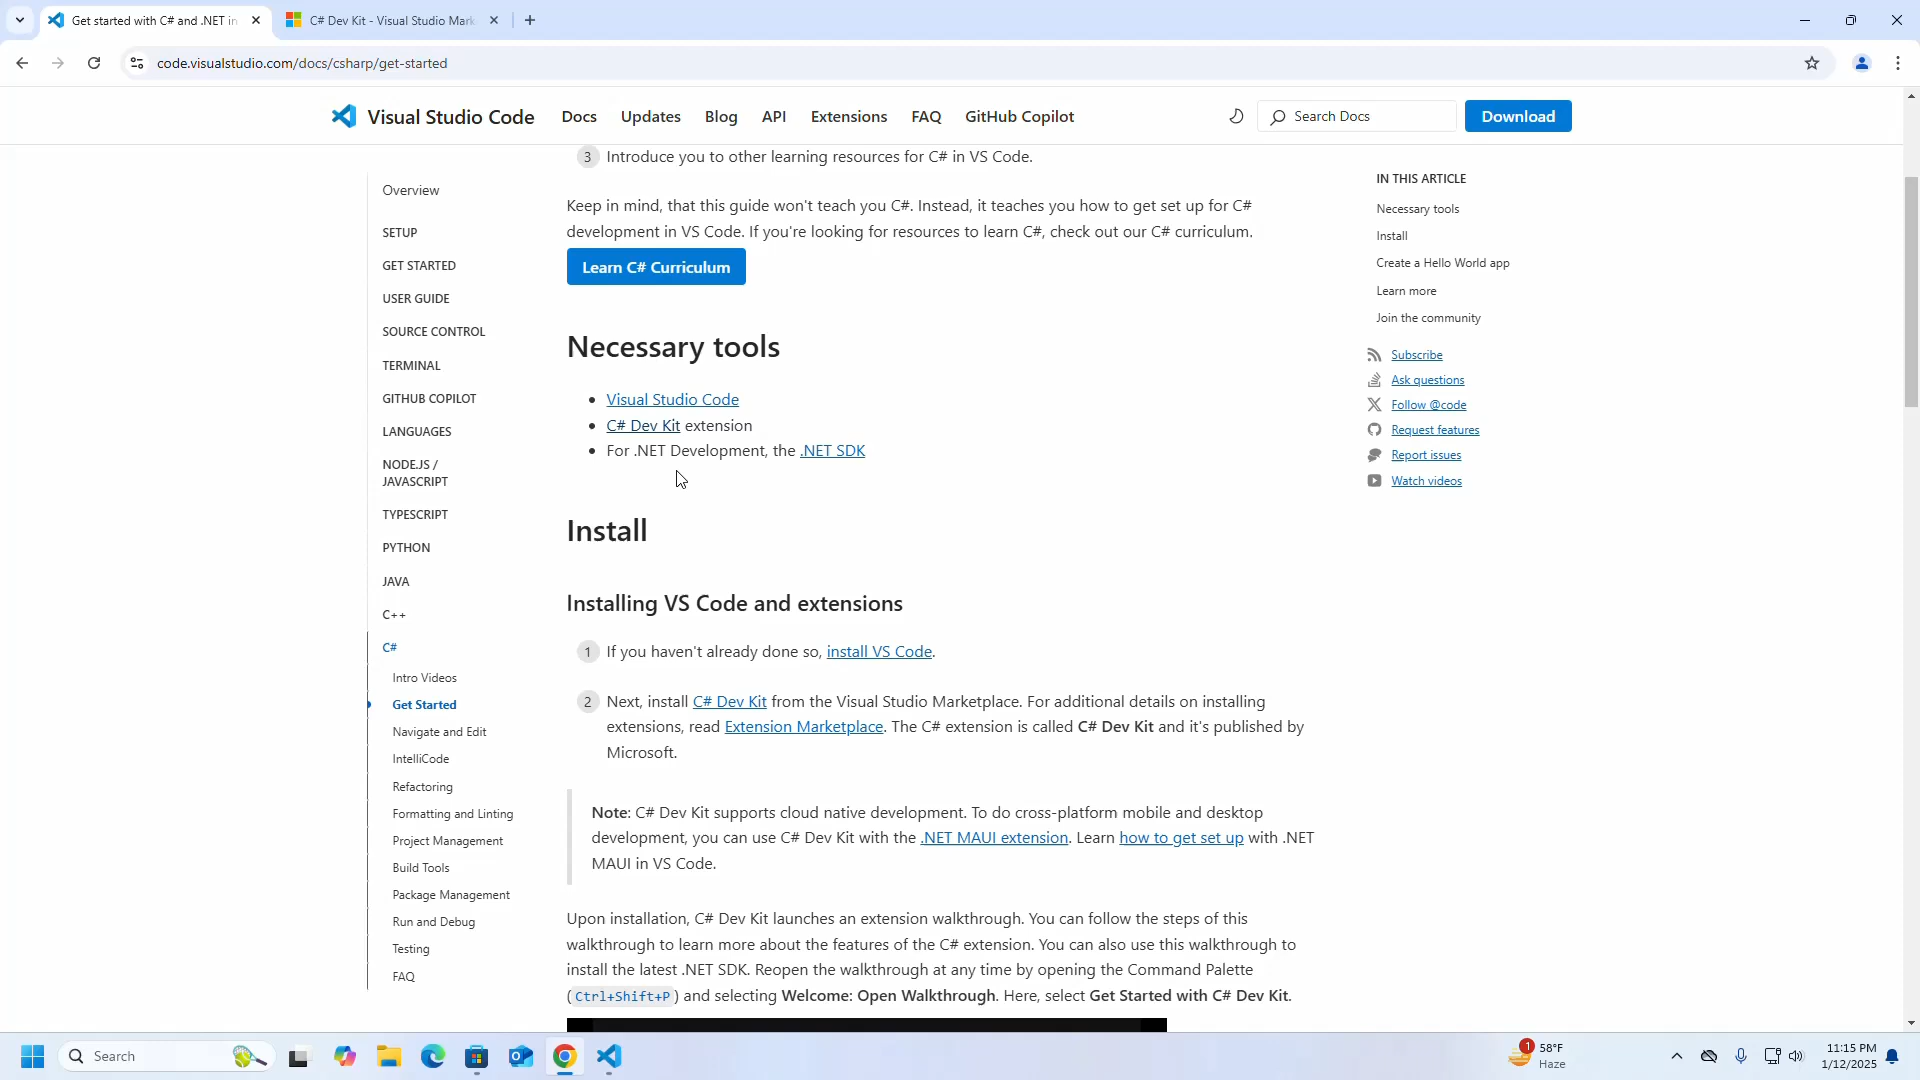 Get started with C# and .NET in
C# Dev Kit - Visual Studio Mark
code.visualstudio.com/docs/csharp/get-started
Visual Studio Code
Docs
Updates
Blog
API
Extensions
FAQ
GitHub Copilot
Search Docs
Download
Overview
SETUP
GET STARTED
USER GUIDE
SOURCE CONTROL
TERMINAL
GITHUB COPILOT
LANGUAGES
NODE.JS /
JAVASCRIPT
TYPESCRIPT
PYTHON
JAVA
C++
C#
Intro Videos
Get Started
Navigate and Edit
IntelliCode
Refactoring
Formatting and Linting
Project Management
Build Tools
Package Management
Run and Debug
Testing
FAQ
3 Introduce you to other learning resources for C# in VS Code.
Keep in mind, that this guide won't teach you C#. Instead, it teaches you how to get set up for C#
development in VS Code. If you're looking for resources to learn C#, check out our C# curriculum.
Learn C# Curriculum
Necessary tools
• Visual Studio Code
• C# Dev Kit extension
• For .NET Development, the .NET SDK
Install
Installing VS Code and extensions
1 If you haven't already done so, install VS Code.
2 Next, install C# Dev Kit from the Visual Studio Marketplace. For additional details on installing
extensions, read Extension Marketplace. The C# extension is called C# Dev Kit and it's published by
Microsoft.
Note: C# Dev Kit supports cloud native development. To do cross-platform mobile and desktop
development, you can use C# Dev Kit with the .NET MAUI extension. Learn how to get set up with .NET
MAUI in VS Code.
Upon installation, C# Dev Kit launches an extension walkthrough. You can follow the steps of this
walkthrough to learn more about the features of the C# extension. You can also use this walkthrough to
install the latest .NET SDK. Reopen the walkthrough at any time by opening the Command Palette
(Ctrl+Shift+P) and selecting Welcome: Open Walkthrough. Here, select Get Started with C# Dev Kit.
IN THIS ARTICLE
Necessary tools
Install
Create a Hello World app
Learn more
Join the community
Subscribe
Ask questions
Follow @code
Request features
Report issues
Watch videos
Search
1
58°F
Haze
11:15 PM
1/12/2025